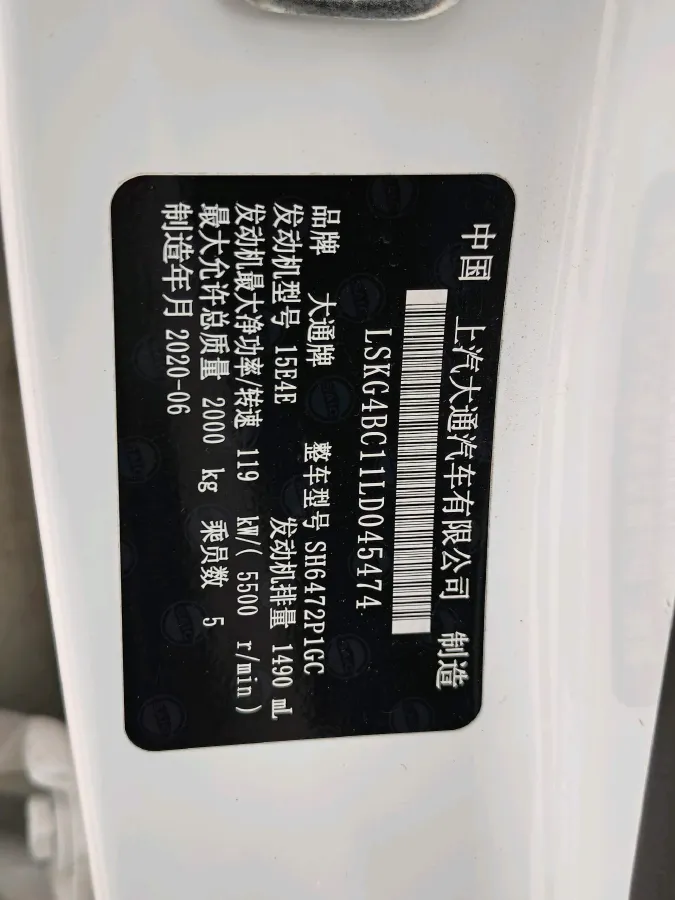 中国 上汽大通汽车有限公司 制造
LSKG4BC11LD045474
品牌 大通牌 整车型号 SH6472P1GC
发动机型号 15E4E 发动机排量 1490 mL
发动机最大净功率/转速 119 kW/( 5500 r/min )
最大允许总质量 2000 kg 乘员数 5
制造年月 2020-06